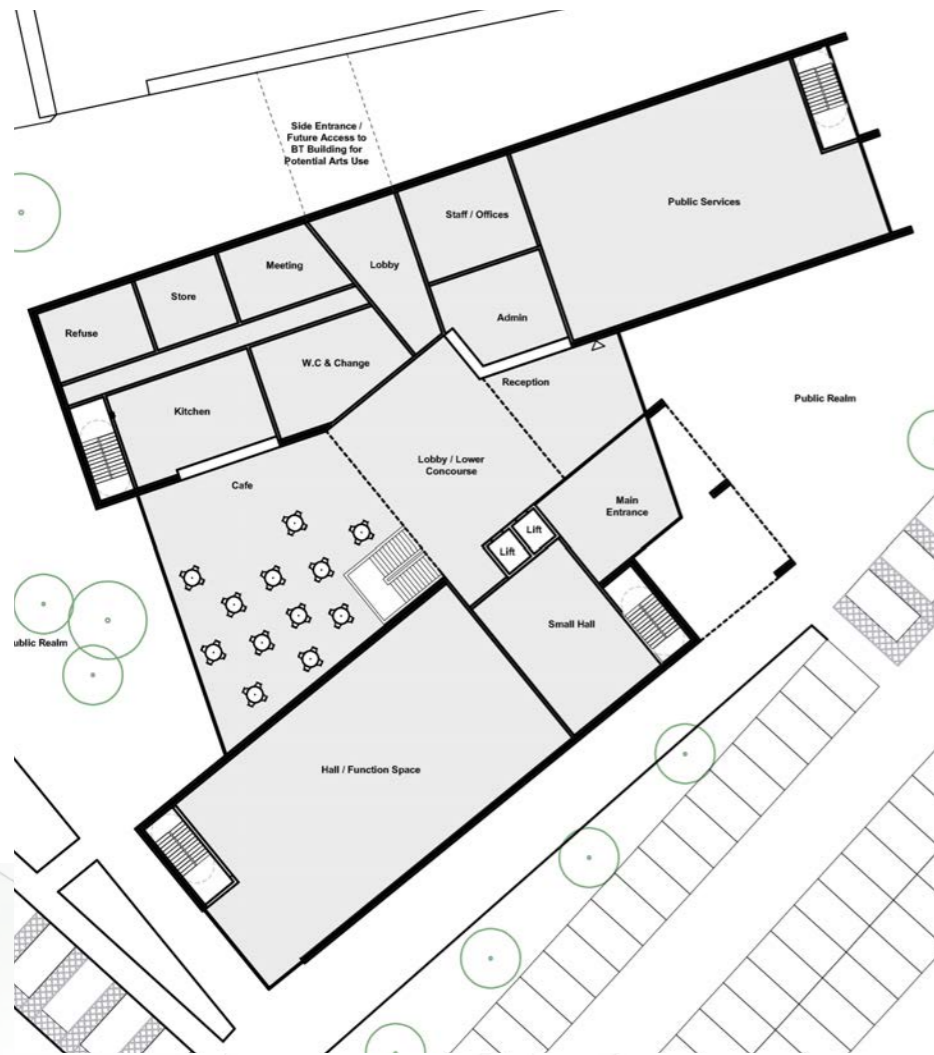 Side Entrance /
Future Access to
BT Building for
Potential Arts Use
Public Services
Staff / Offices
Lobby
Meeting
Store
Refuse
Admin
W.C & Change
Reception
Kitchen
Public Realm
Lobby / Lower
Concourse
Cafe
Main
Entrance
Lift
Lift
Small Hall
ublic Realm
Hall / Function Space